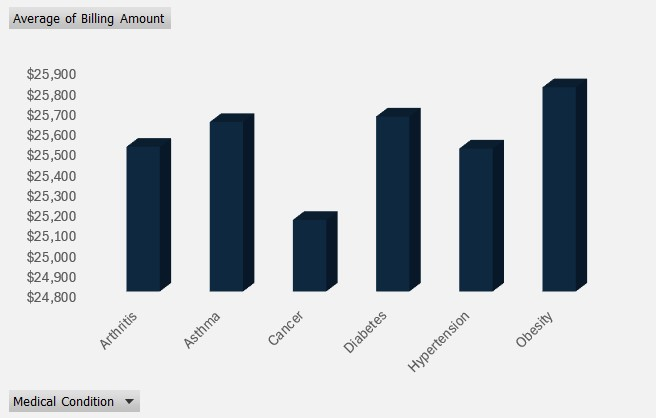 Average of Billing Amount
$25,900
$25,800
$25,700
$25,600
$25,500
$25,400
$25,300
$25,200
$25,100
$25,000
$24,900
$24,800
Arthritis
Asthma
Cancer
Diabetes
Hypertension
Obesity
Medical Condition